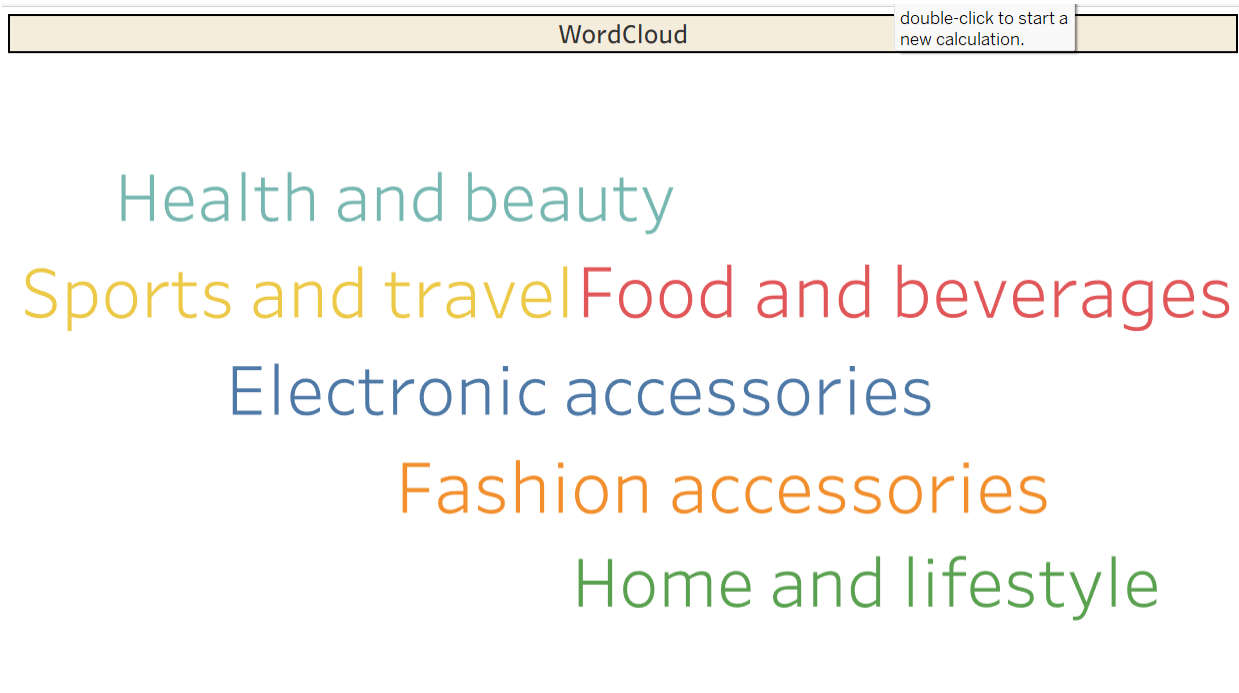 WordCloud
double-click to start a
new calculation.
Health and beauty
Sports and travel Food and beverages
Electronic accessories
Fashion accessories
Home and lifestyle